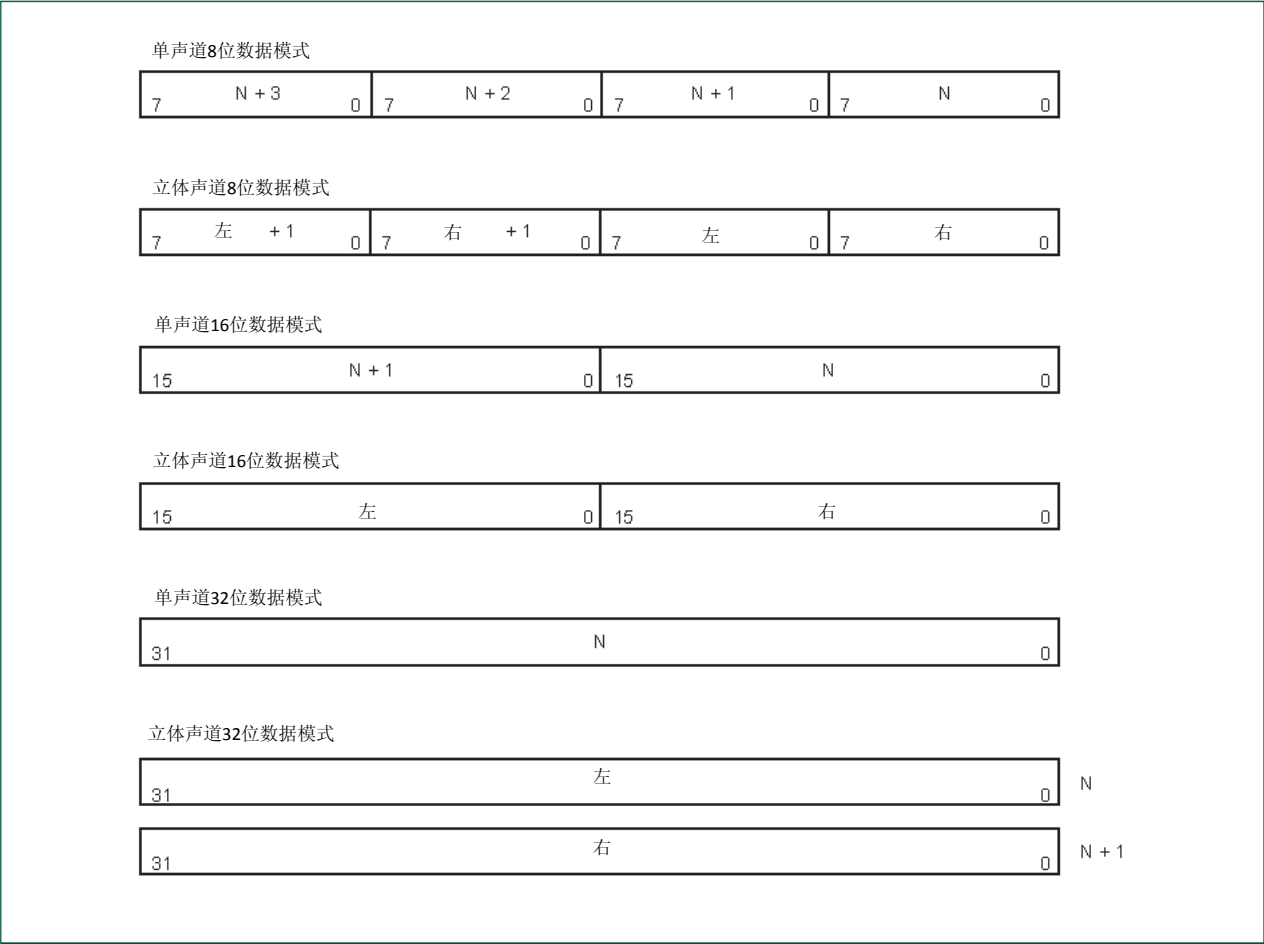 单声道8位数据模式
N + 3 N + 2 N + 1 N
7 0 7 0 7 0 7 0
立体声道8位数据模式
左 + 1 右 + 1 左 右
7 0 7 0 7 0 7 0
单声道16位数据模式
N + 1 N
15 0 15 0
立体声道16位数据模式
左 右
15 0 15 0
单声道32位数据模式
N
31 0
立体声道32位数据模式
左 N
31 0
右 N + 1
31 0